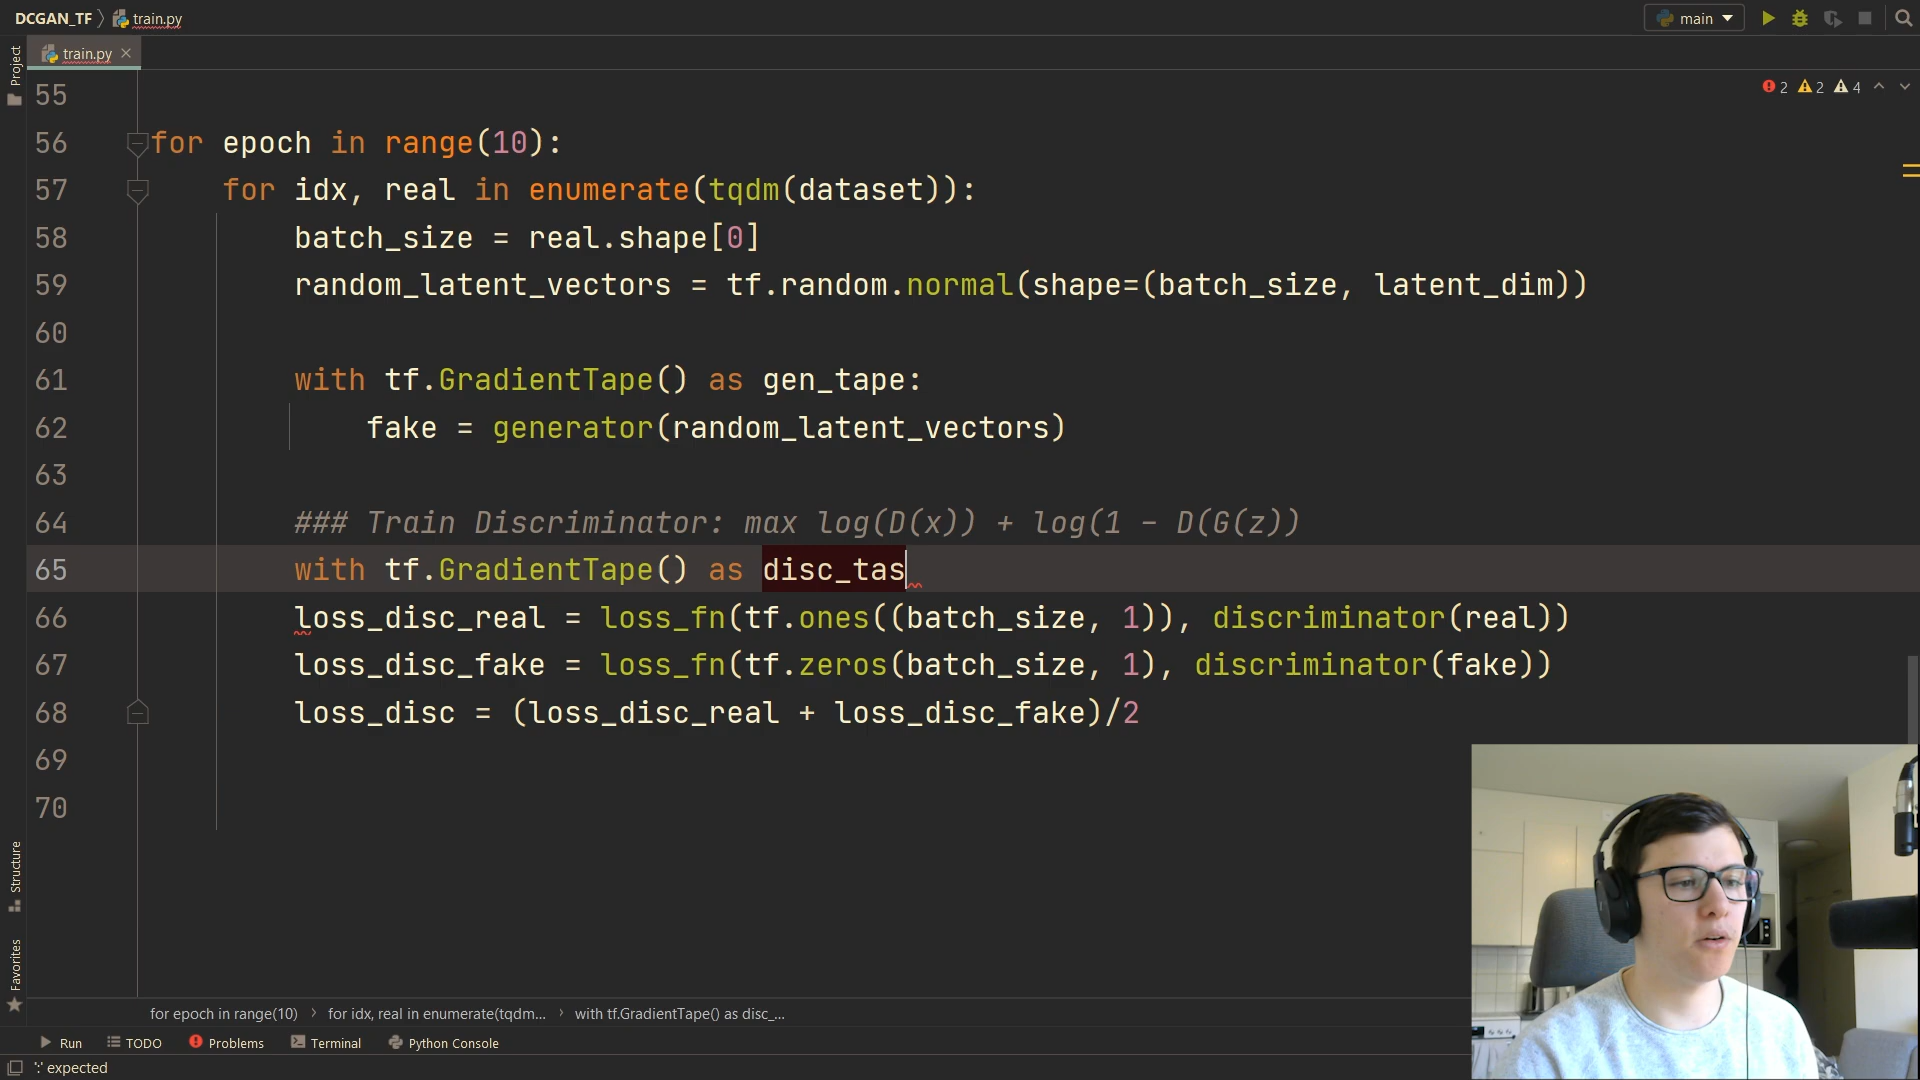 DCGAN_TF train.py main
train.py ×
Project
2 2 4
55
56 for epoch in range(10):
57 for idx, real in enumerate(tqdm(dataset)):
58 batch_size = real.shape[0]
59 random_latent_vectors = tf.random.normal(shape=(batch_size, latent_dim))
60
61 with tf.GradientTape() as gen_tape:
62 fake = generator(random_latent_vectors)
63
64 ### Train Discriminator: max log(D(x)) + log(1 - D(G(z))
65 with tf.GradientTape() as disc_tas
66 loss_disc_real = loss_fn(tf.ones((batch_size, 1)), discriminator(real))
67 loss_disc_fake = loss_fn(tf.zeros(batch_size, 1), discriminator(fake))
68 loss_disc = (loss_disc_real + loss_disc_fake)/2
69
70
Structure
Favorites
for epoch in range(10) for idx, real in enumerate(tqdm... with tf.GradientTape() as disc_...
Run TODO Problems Terminal Python Console
':' expected